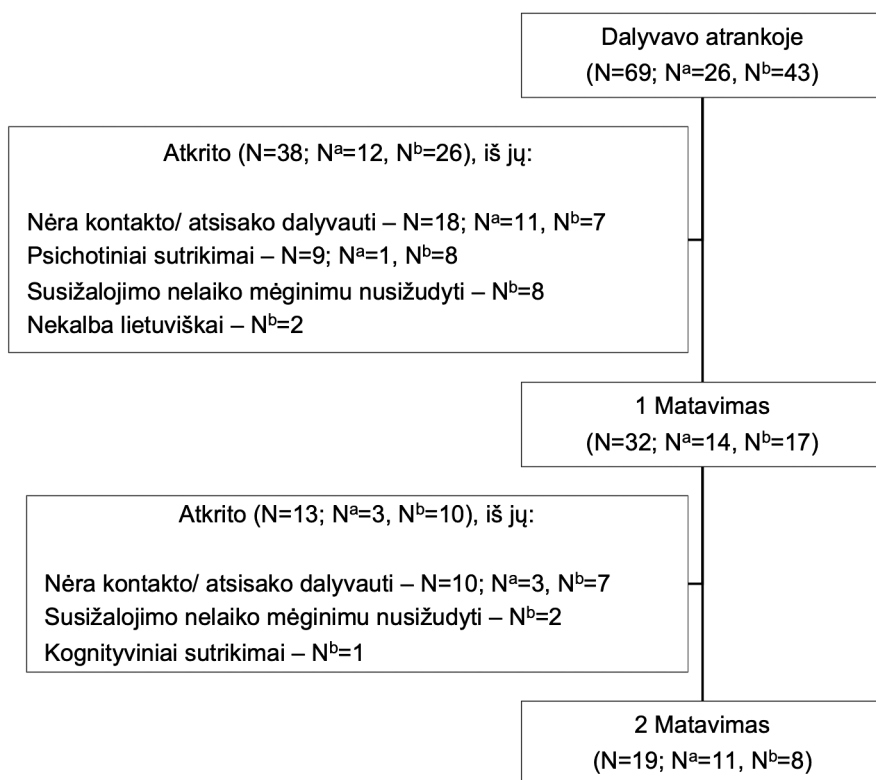 Dalyvavo atrankoje
(N=69; Nᵃ=26, Nᵇ=43)
Atkrito (N=38; Nᵃ=12, Nᵇ=26), iš jų:
Nėra kontakto/ atsisako dalyvauti – N=18; Nᵃ=11, Nᵇ=7
Psichotiniai sutrikimai – N=9; Nᵃ=1, Nᵇ=8
Susižalojimo nelaiko mėginimu nusižudyti – Nᵇ=8
Nekalba lietuviškai – Nᵇ=2
1 Matavimas
(N=32; Nᵃ=14, Nᵇ=17)
Atkrito (N=13; Nᵃ=3, Nᵇ=10), iš jų:
Nėra kontakto/ atsisako dalyvauti – N=10; Nᵃ=3, Nᵇ=7
Susižalojimo nelaiko mėginimu nusižudyti – Nᵇ=2
Kognityviniai sutrikimai – Nᵇ=1
2 Matavimas
(N=19; Nᵃ=11, Nᵇ=8)